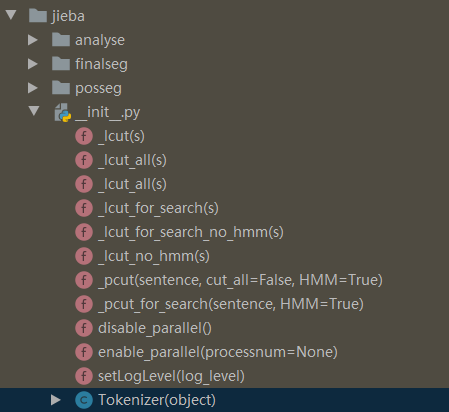 jieba
analyse
finalseg
posseg
__init__.py
f _lcut(s)
f _lcut_all(s)
f _lcut_all(s)
f _lcut_for_search(s)
f _lcut_for_search_no_hmm(s)
f _lcut_no_hmm(s)
f _pcut(sentence, cut_all=False, HMM=True)
f _pcut_for_search(sentence, HMM=True)
f disable_parallel()
f enable_parallel(processnum=None)
f setLogLevel(log_level)
C Tokenizer(object)